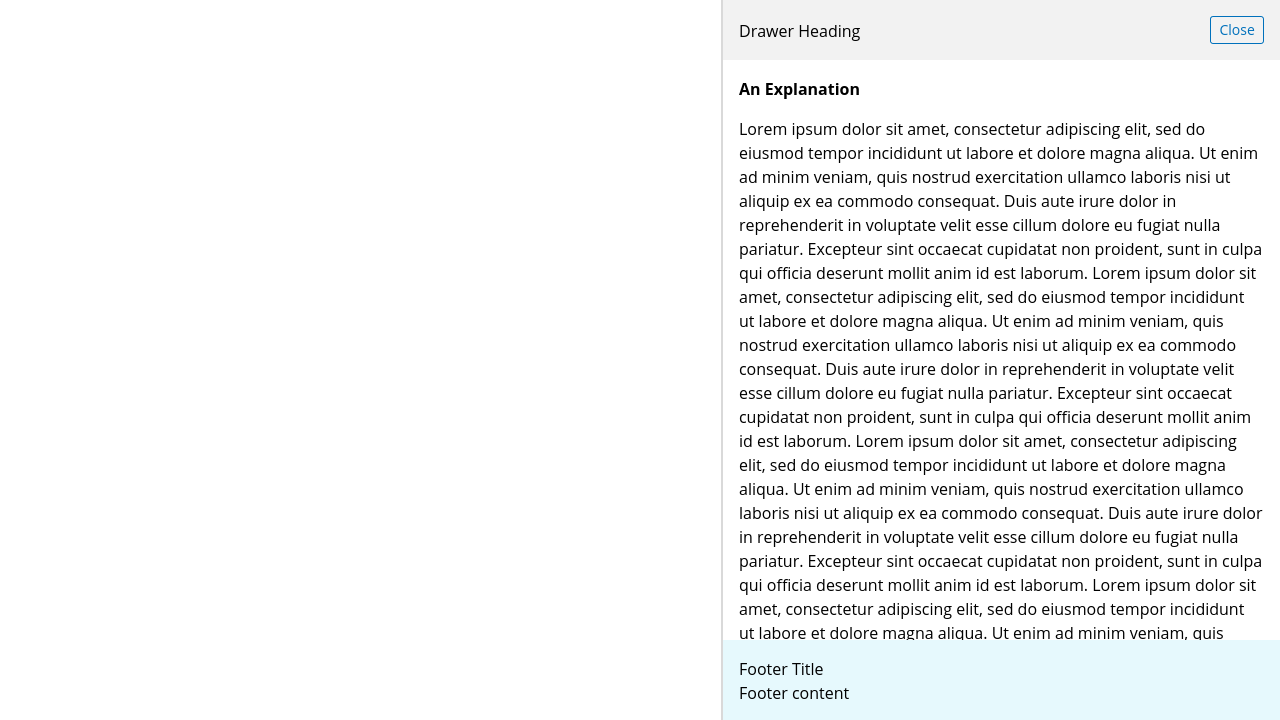 Drawer Heading
Close
An Explanation
Lorem ipsum dolor sit amet, consectetur adipiscing elit, sed do
eiusmod tempor incididunt ut labore et dolore magna aliqua. Ut enim
ad minim veniam, quis nostrud exercitation ullamco laboris nisi ut
aliquip ex ea commodo consequat. Duis aute irure dolor in
reprehenderit in voluptate velit esse cillum dolore eu fugiat nulla
pariatur. Excepteur sint occaecat cupidatat non proident, sunt in culpa
qui officia deserunt mollit anim id est laborum. Lorem ipsum dolor sit
amet, consectetur adipiscing elit, sed do eiusmod tempor incididunt
ut labore et dolore magna aliqua. Ut enim ad minim veniam, quis
nostrud exercitation ullamco laboris nisi ut aliquip ex ea commodo
consequat. Duis aute irure dolor in reprehenderit in voluptate velit
esse cillum dolore eu fugiat nulla pariatur. Excepteur sint occaecat
cupidatat non proident, sunt in culpa qui officia deserunt mollit anim
id est laborum. Lorem ipsum dolor sit amet, consectetur adipiscing
elit, sed do eiusmod tempor incididunt ut labore et dolore magna
aliqua. Ut enim ad minim veniam, quis nostrud exercitation ullamco
laboris nisi ut aliquip ex ea commodo consequat. Duis aute irure dolor
in reprehenderit in voluptate velit esse cillum dolore eu fugiat nulla
pariatur. Excepteur sint occaecat cupidatat non proident, sunt in culpa
qui officia deserunt mollit anim id est laborum. Lorem ipsum dolor sit
amet, consectetur adipiscing elit, sed do eiusmod tempor incididunt
ut labore et dolore magna aliqua. Ut enim ad minim veniam, quis
Footer Title
Footer content